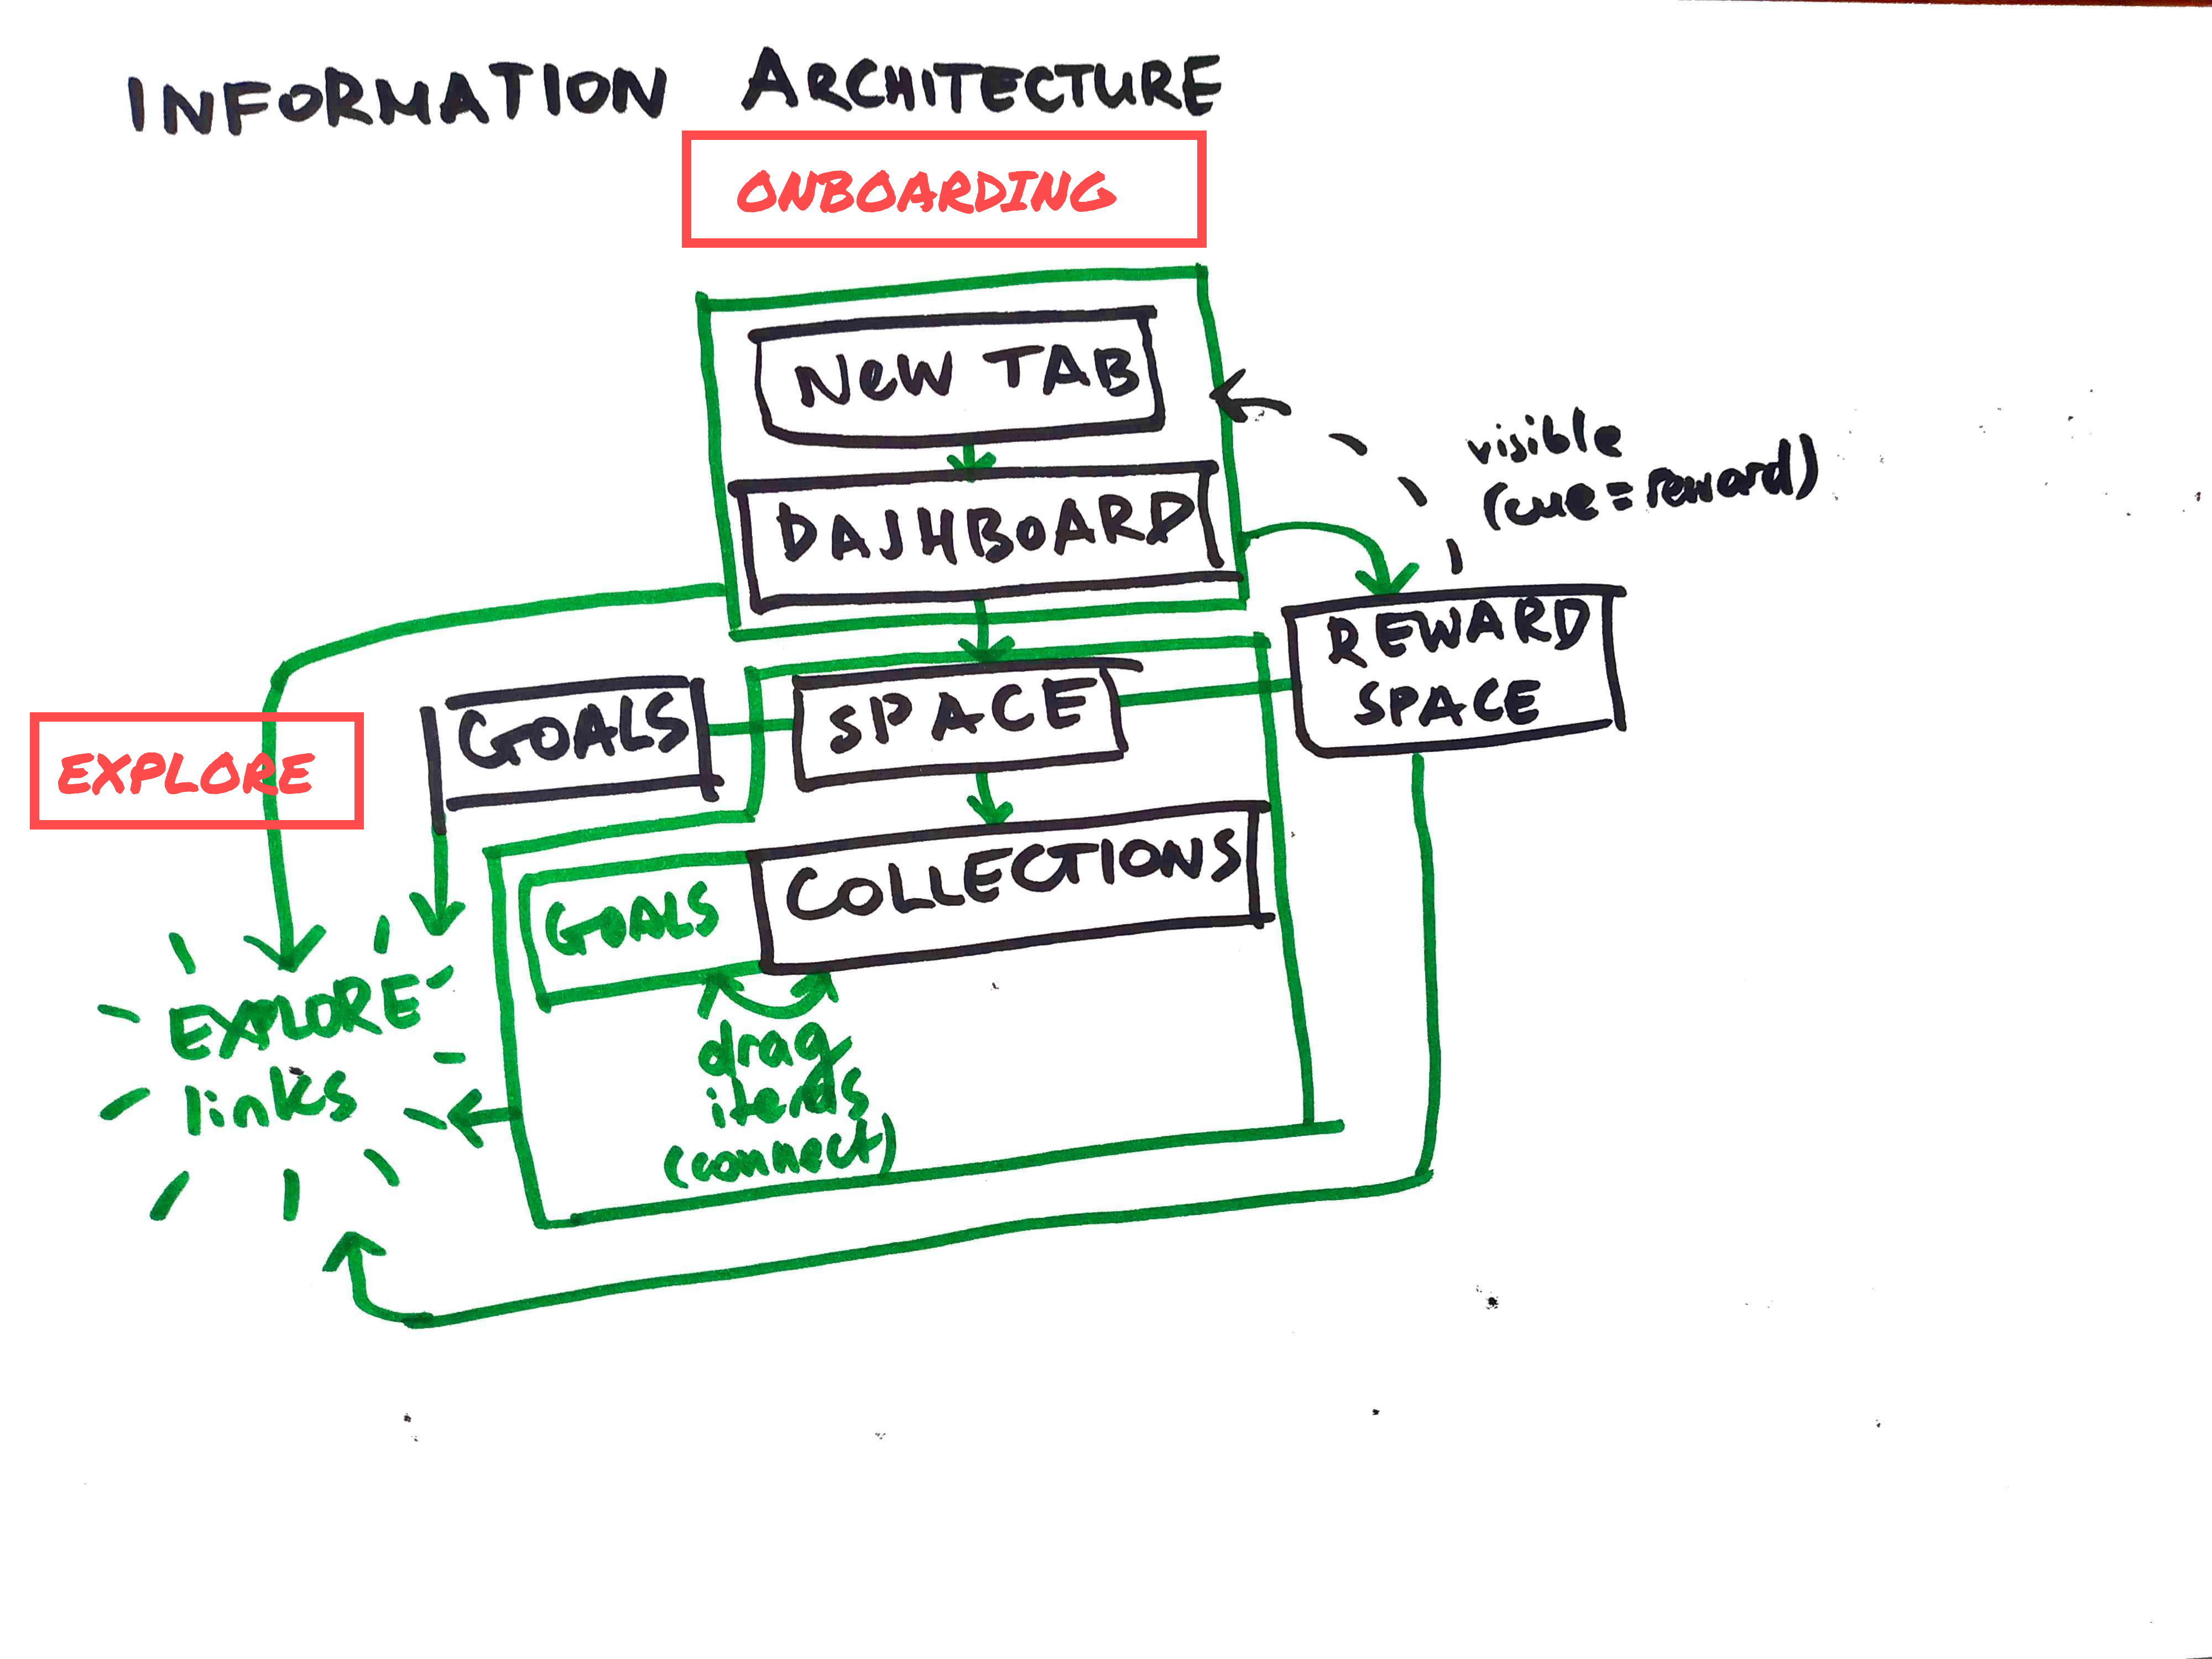 INFORMATION ARCHITECTURE
ONBOARDING
NeW TAB
DASHBOARD
visible
(cue=reward)
REWARD
SPACE
GOALS
SPACE
EXPLORE
GOALS
COLLECTIONS
EXPLORE
links
drag
items
(connect)